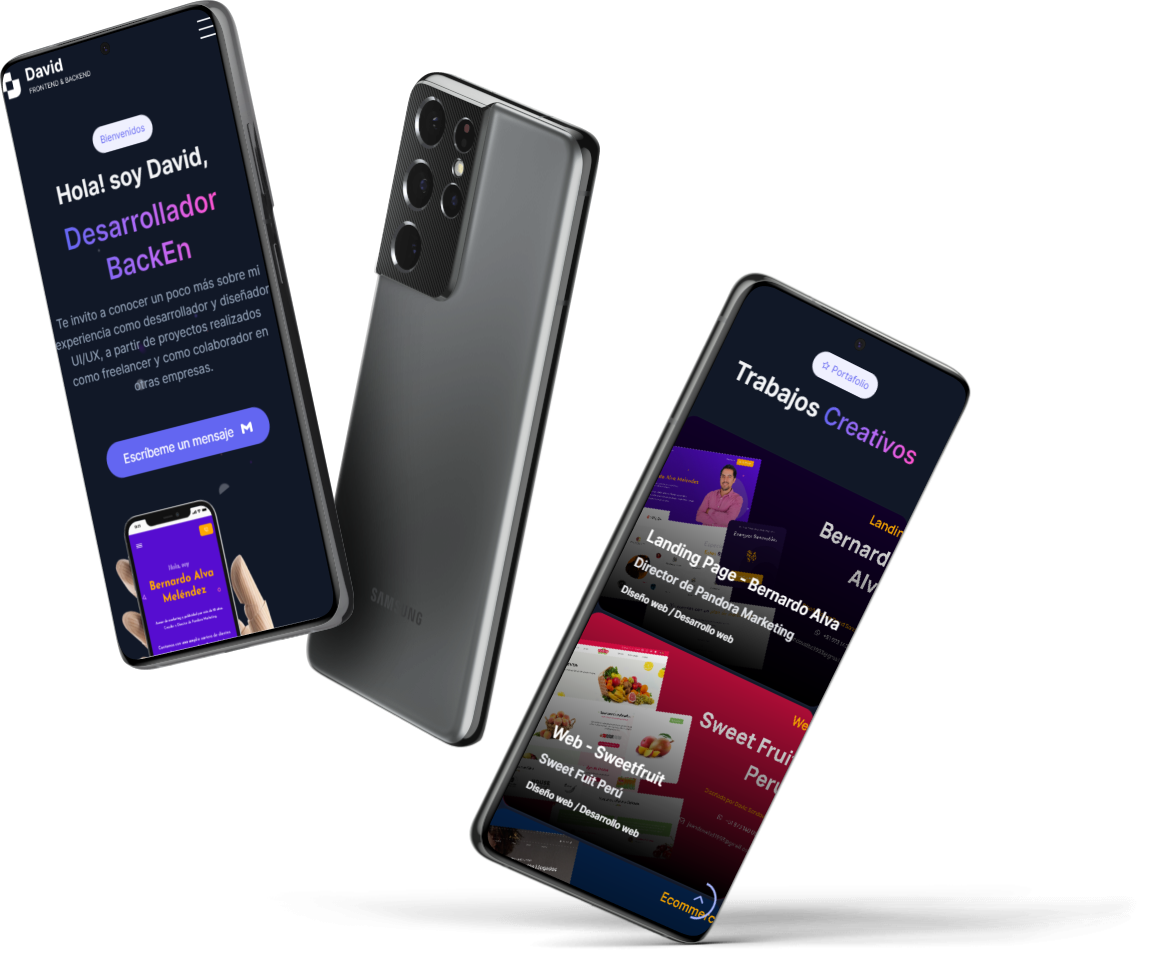 David
FRONTEND & BACKEND
Bienvenidos
Hola! soy David,
Desarrollador
BackEn
Te invito a conocer un poco más sobre mi
experiencia como desarrollador y diseñador
UI/UX, a partir de proyectos realizados
como freelancer y como colaborador en
otras empresas.
Escríbeme un mensaje
Hola, soy
Bernardo Alva
Meléndez
SAMSUNG
Portafolio
Trabajos Creativos
Landin
Bernard
Alv
Landing Page - Bernardo Alva
Director de Pandora Marketing
Diseño web / Desarrollo web
We
Sweet Frui
Peru
Web - Sweetfruit
Sweet Fuit Perú
Diseño web / Desarrollo web
Ecommerc